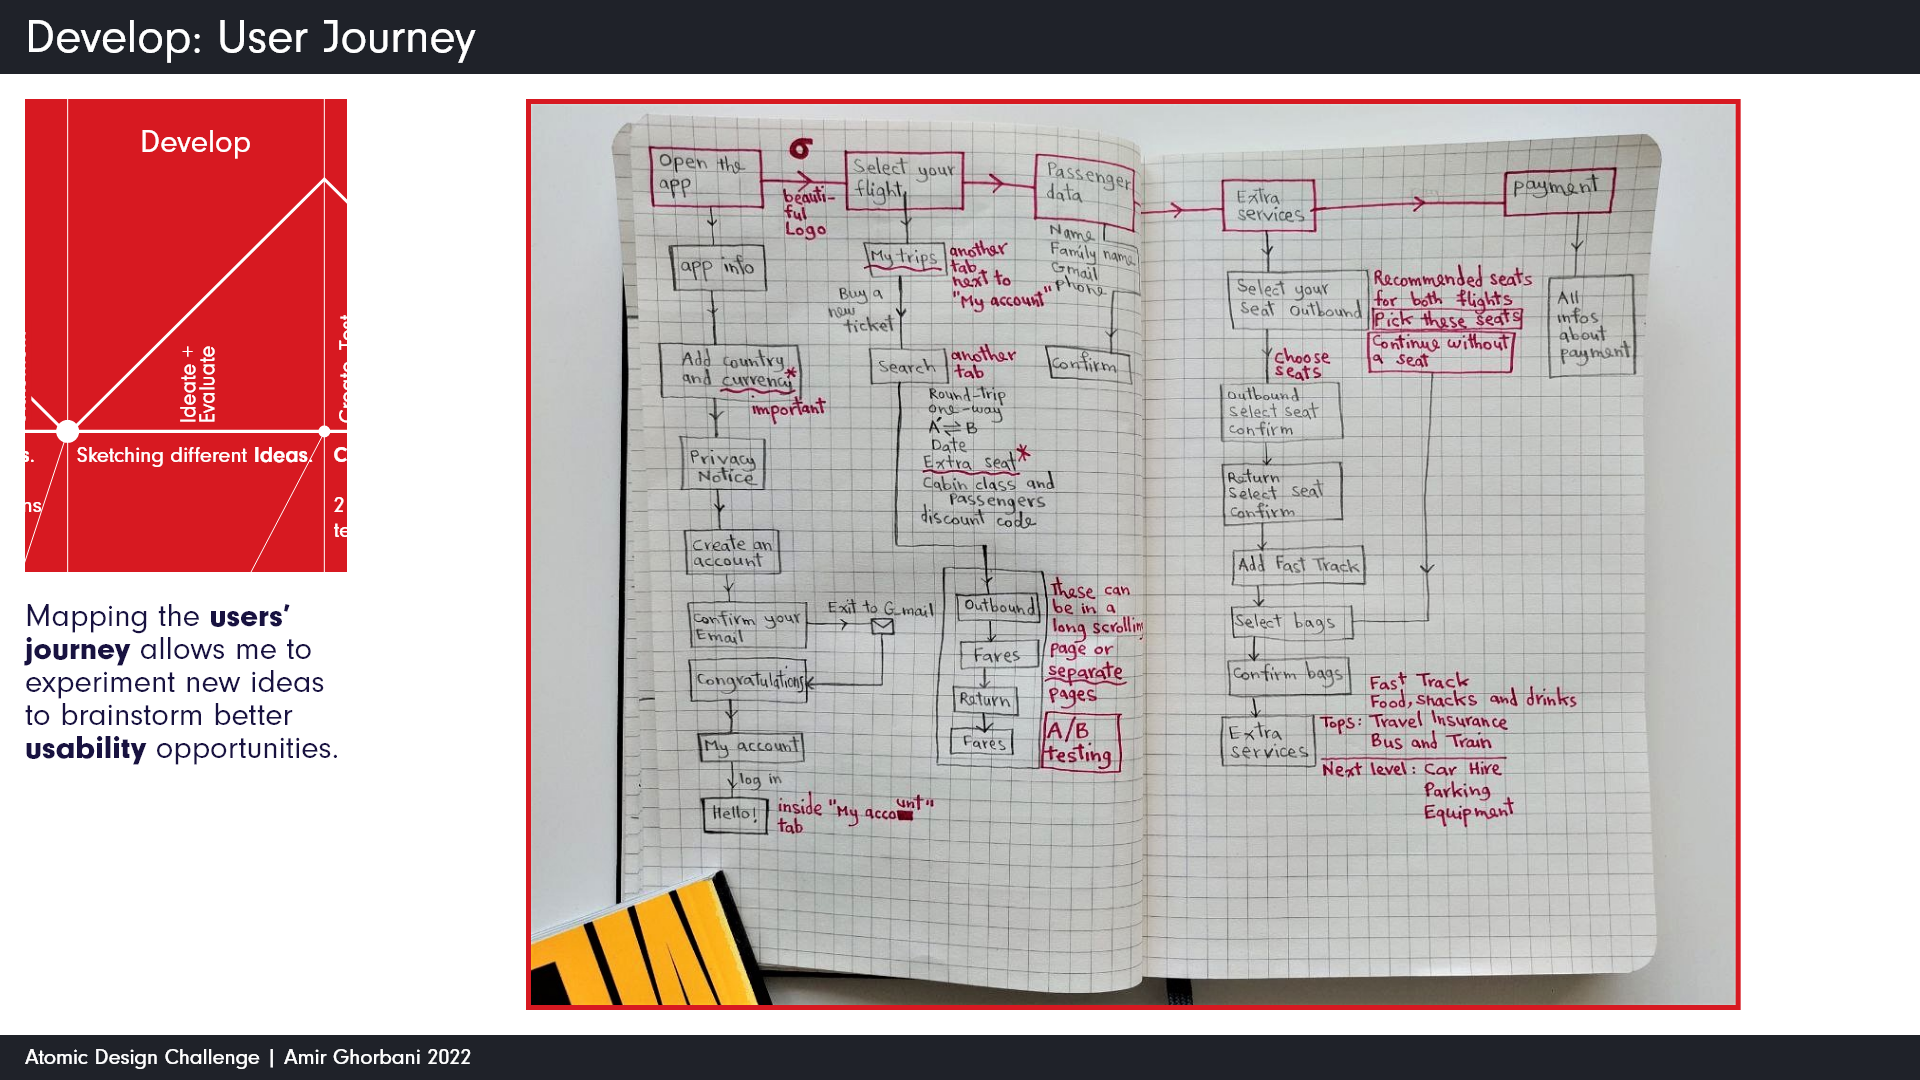 Develop: User Journey
Develop
Ideate +
Evaluate
Create Test
s.
Sketching different Ideas.
C
ns
2
te
Mapping the users’
journey allows me to
experiment new ideas
to brainstorm better
usability opportunities.
Open the
app
beauti-
ful
Logo
Select your
flight
Passenger
data
Extra
services
payment
app info
Add country
and currency*
important
Privacy
Notice
Create an
account
Confirm your
Email
Exit to G_mail
Congratulations
My account
log in
Hello!
inside "My account"
tab
My trips
another
tab
next to
"My account"
Buy a
new
ticket
Search
another
tab
Round-trip
one-way
A ⇌ B
Date
Extra seat*
Cabin class and
Passengers
discount code
Outbound
Fares
Return
Fares
these can
be in a
long scrolling
page or
separate
pages
A/B
testing
Name
Family name
Gmail
phone
Confirm
Select your
seat outbound
Recommended seats
for both flights
Pick these seats
Continue without
a seat
choose
seats
Outbound
Select seat
confirm
Return
Select seat
Confirm
Add Fast Track
Select bags
Confirm bags
Extra
services
Fast Track
Food, snacks and drinks
Tops: Travel Insurance
Bus and Train
Next level: Car Hire
Parking
Equipment
All
infos
about
payment
Atomic Design Challenge | Amir Ghorbani 2022